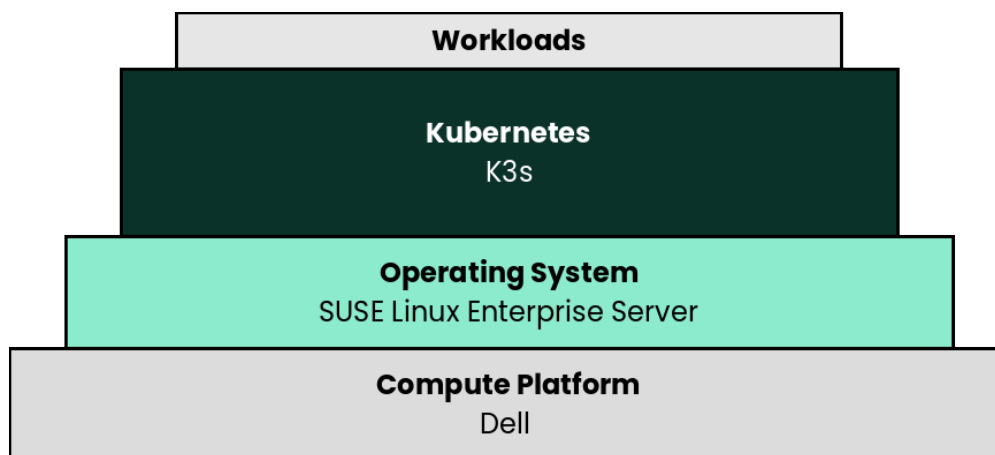 Workloads
Kubernetes
K3s
Operating System
SUSE Linux Enterprise Server
Compute Platform
Dell